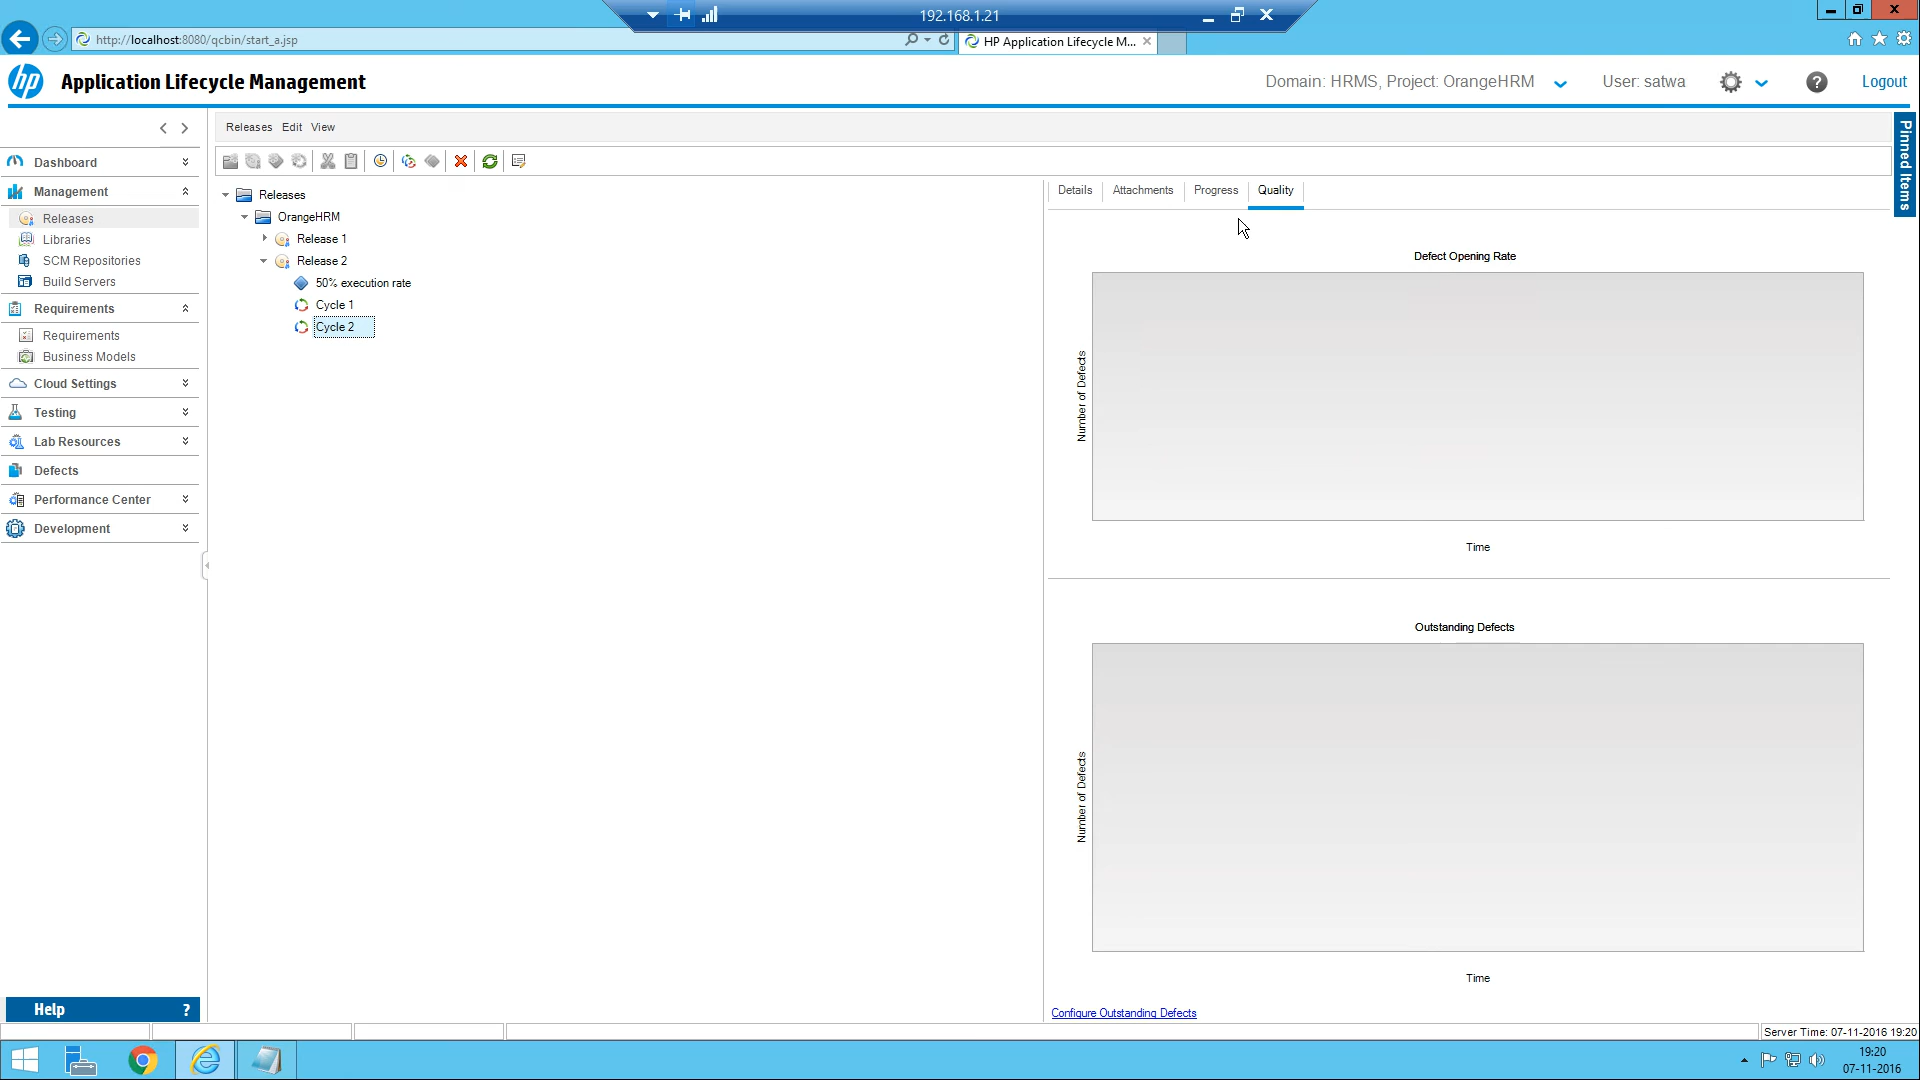 192.168.1.21
http://localhost:8080/qcbin/start_a.jsp
HP Application Lifecycle M...
hp
Application Lifecycle Management
Domain: HRMS, Project: OrangeHRM
User: satwa
?
Logout
Pinned Items
Releases Edit View
Dashboard
Management
Releases
Libraries
SCM Repositories
Build Servers
Requirements
Requirements
Business Models
Cloud Settings
Testing
Lab Resources
Defects
Performance Center
Development
Help ?
Releases
OrangeHRM
Release 1
Release 2
50% execution rate
Cycle 1
Cycle 2
Details Attachments Progress Quality
Defect Opening Rate
Number of Defects
Time
Outstanding Defects
Number of Defects
Time
Configure Outstanding Defects
Server Time: 07-11-2016 19:20
19:20
07-11-2016